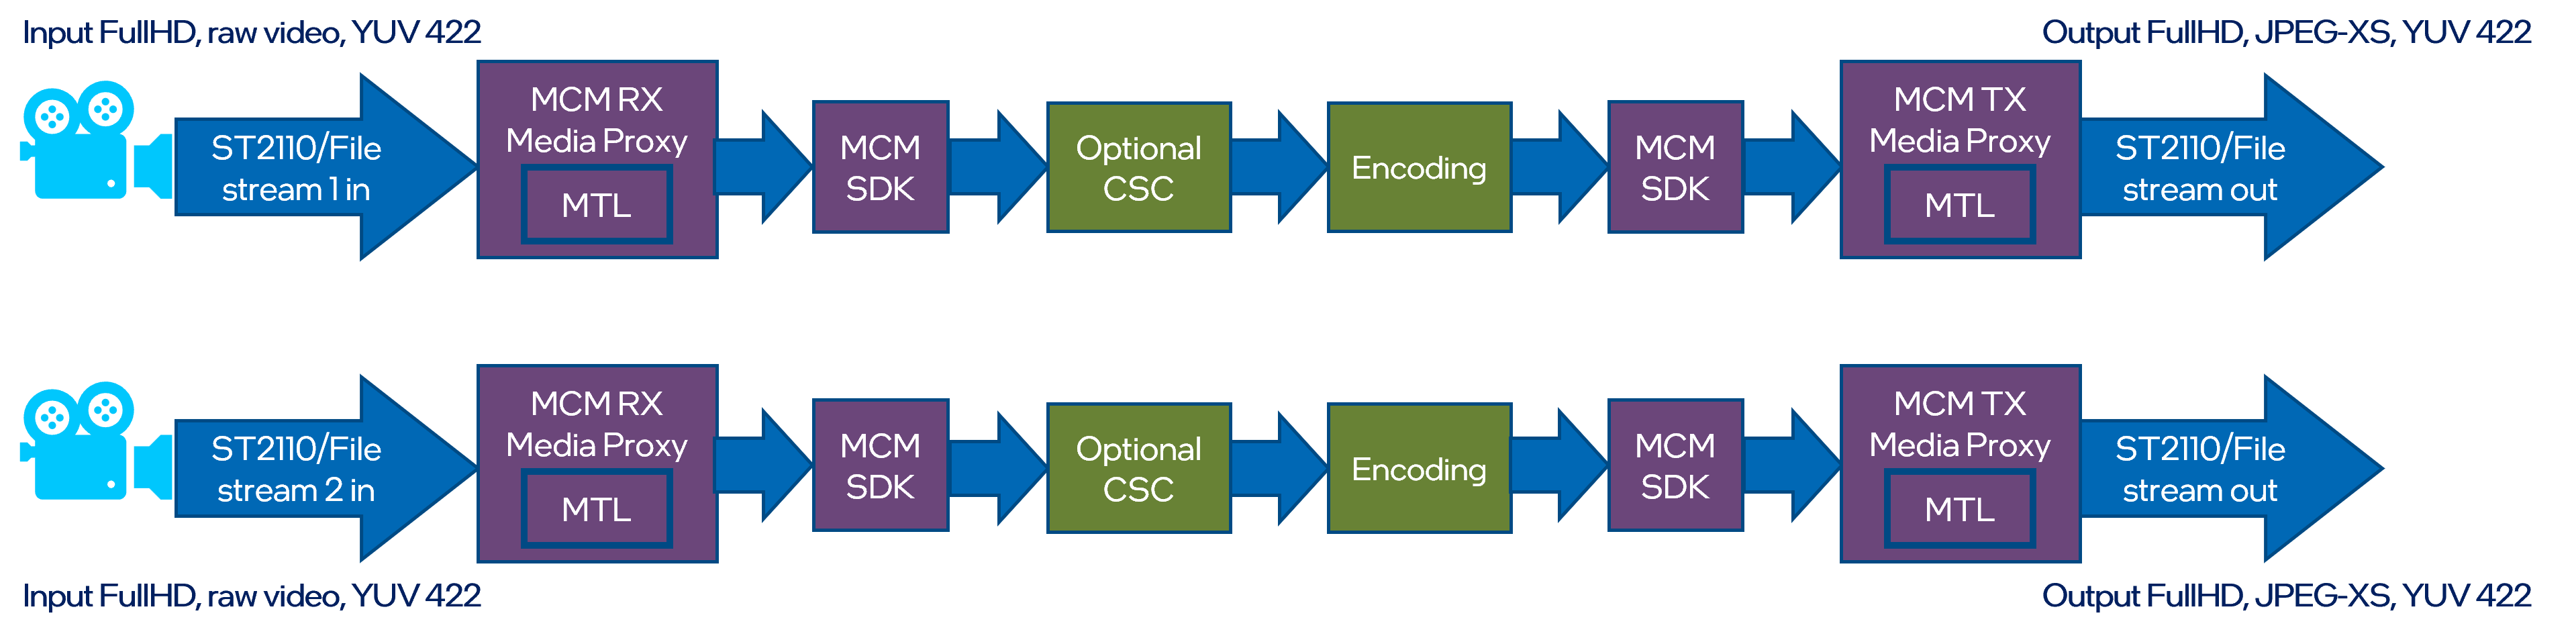 Input FullHD, raw video, YUV 422
Output FullHD, JPEG-XS, YUV 422
ST2110/File
stream 1 in
MCM RX
Media Proxy
MTL
MCM
SDK
Optional
CSC
Encoding
MCM
SDK
MCM TX
Media Proxy
MTL
ST2110/File
stream out
ST2110/File
stream 2 in
MCM RX
Media Proxy
MTL
MCM
SDK
Optional
CSC
Encoding
MCM
SDK
MCM TX
Media Proxy
MTL
ST2110/File
stream out
Input FullHD, raw video, YUV 422
Output FullHD, JPEG-XS, YUV 422